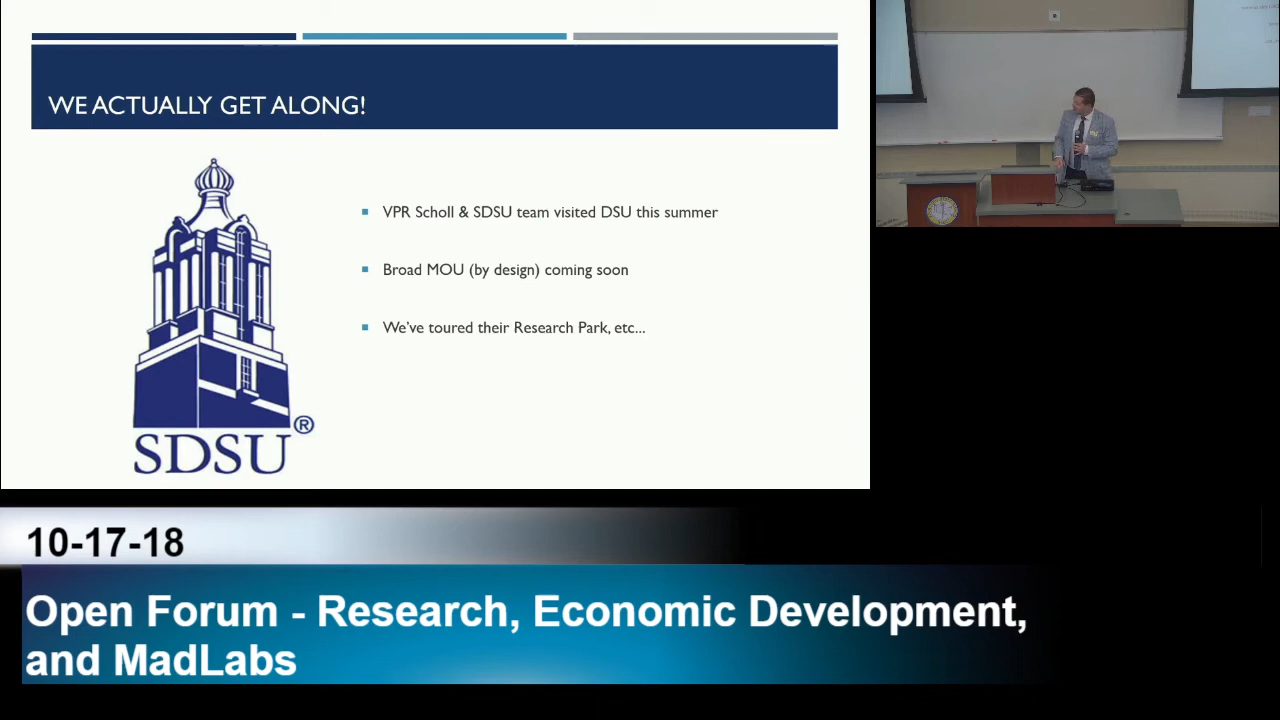 WE ACTUALLY GET ALONG!
VPR Scholl & SDSU team visited DSU this summer
Broad MOU (by design) coming soon
We've toured their Research Park, etc...
SDSU®
10-17-18
Open Forum - Research, Economic Development,
and MadLabs